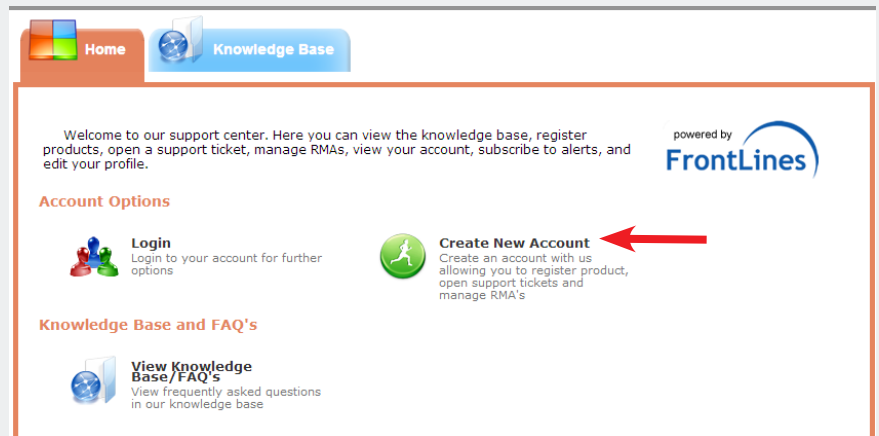 Home
Knowledge Base
Welcome to our support center. Here you can view the knowledge base, register
products, open a support ticket, manage RMAs, view your account, subscribe to alerts, and
edit your profile.
powered by
FrontLines
Account Options
Login
Login to your account for further
options
Create New Account
Create an account with us
allowing you to register product,
open support tickets and
manage RMA's
Knowledge Base and FAQ's
View Knowledge
Base/FAQ's
View frequently asked questions
in our knowledge base